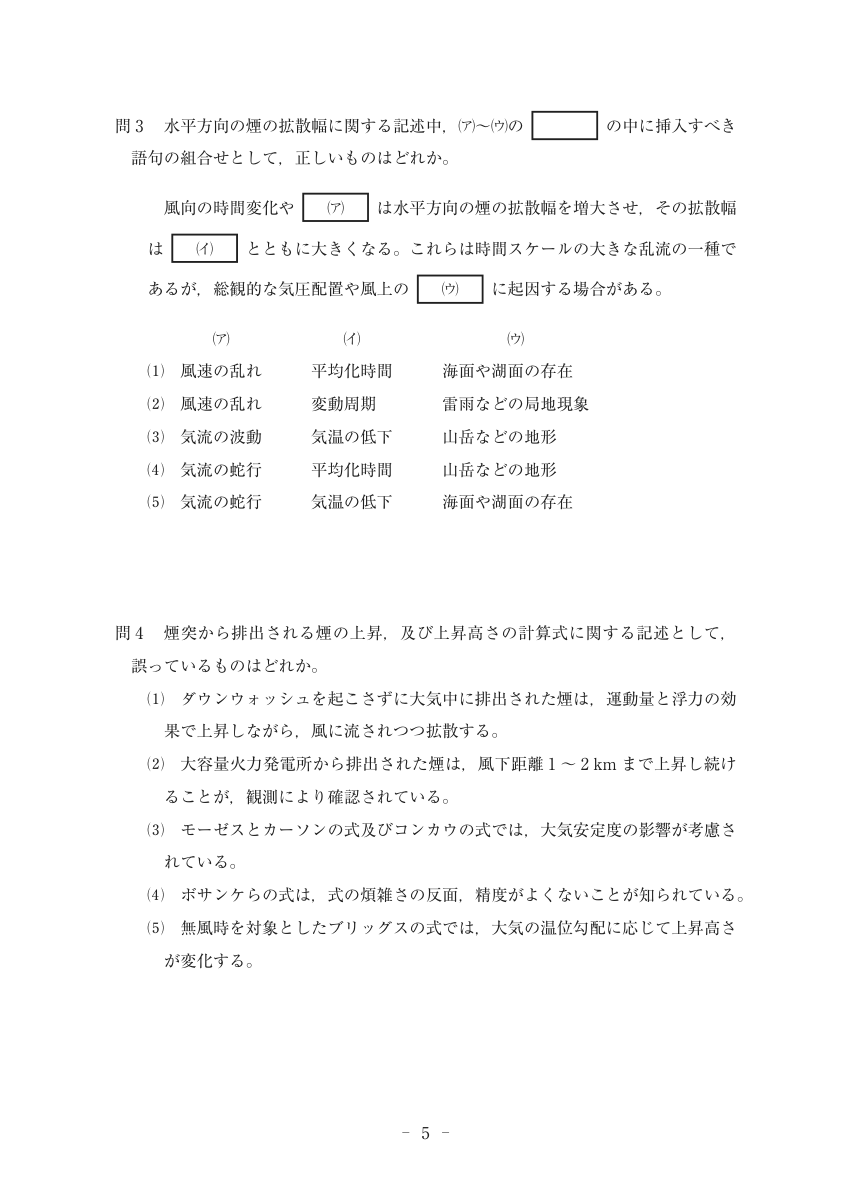 問3　水平方向の煙の拡散幅に関する記述中，㋐～㋒の　　　の中に挿入すべき
語句の組合せとして，正しいものはどれか。
風向の時間変化や ㋐ は水平方向の煙の拡散幅を増大させ，その拡散幅
は ㋑ とともに大きくなる。これらは時間スケールの大きな乱流の一種で
あるが，総観的な気圧配置や風上の ㋒ に起因する場合がある。
㋐　㋑　㋒
⑴　風速の乱れ　平均化時間　海面や湖面の存在
⑵　風速の乱れ　変動周期　雷雨などの局地現象
⑶　気流の波動　気温の低下　山岳などの地形
⑷　気流の蛇行　平均化時間　山岳などの地形
⑸　気流の蛇行　気温の低下　海面や湖面の存在
問4　煙突から排出される煙の上昇，及び上昇高さの計算式に関する記述として，
誤っているものはどれか。
⑴　ダウンウォッシュを起こさずに大気中に排出された煙は，運動量と浮力の効
果で上昇しながら，風に流されつつ拡散する。
⑵　大容量火力発電所から排出された煙は，風下距離1～2km まで上昇し続け
ることが，観測により確認されている。
⑶　モーゼスとカーソンの式及びコンカウの式では，大気安定度の影響が考慮さ
れている。
⑷　ボサンケらの式は，式の煩雑さの反面，精度がよくないことが知られている。
⑸　無風時を対象としたブリッグスの式では，大気の温位勾配に応じて上昇高さ
が変化する。
- 5 -